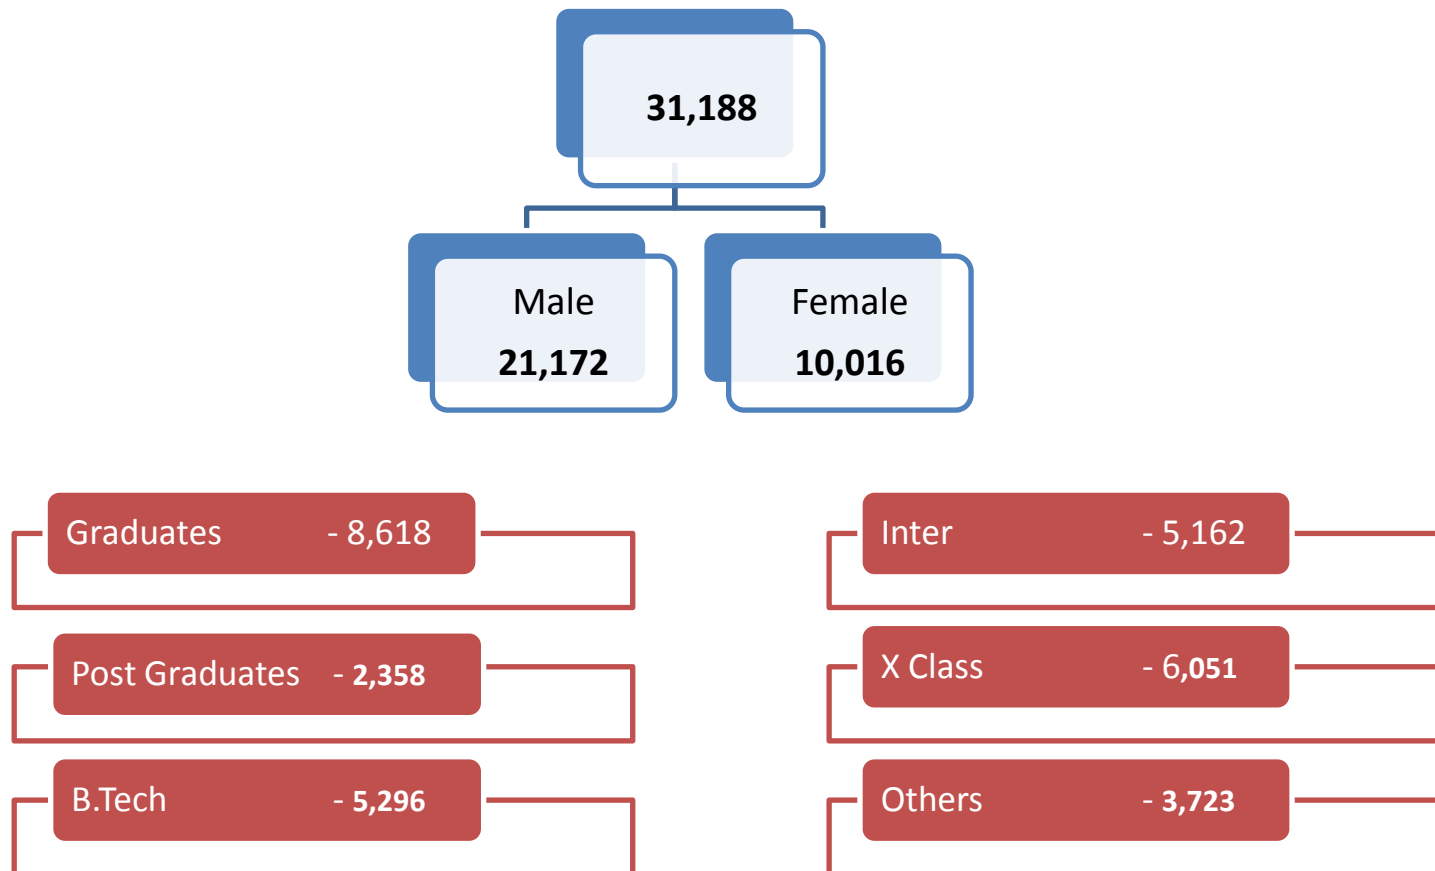 31,188
Male
21,172
Female
10,016
Graduates - 8,618
Post Graduates - 2,358
B.Tech - 5,296
Inter - 5,162
X Class - 6,051
Others - 3,723